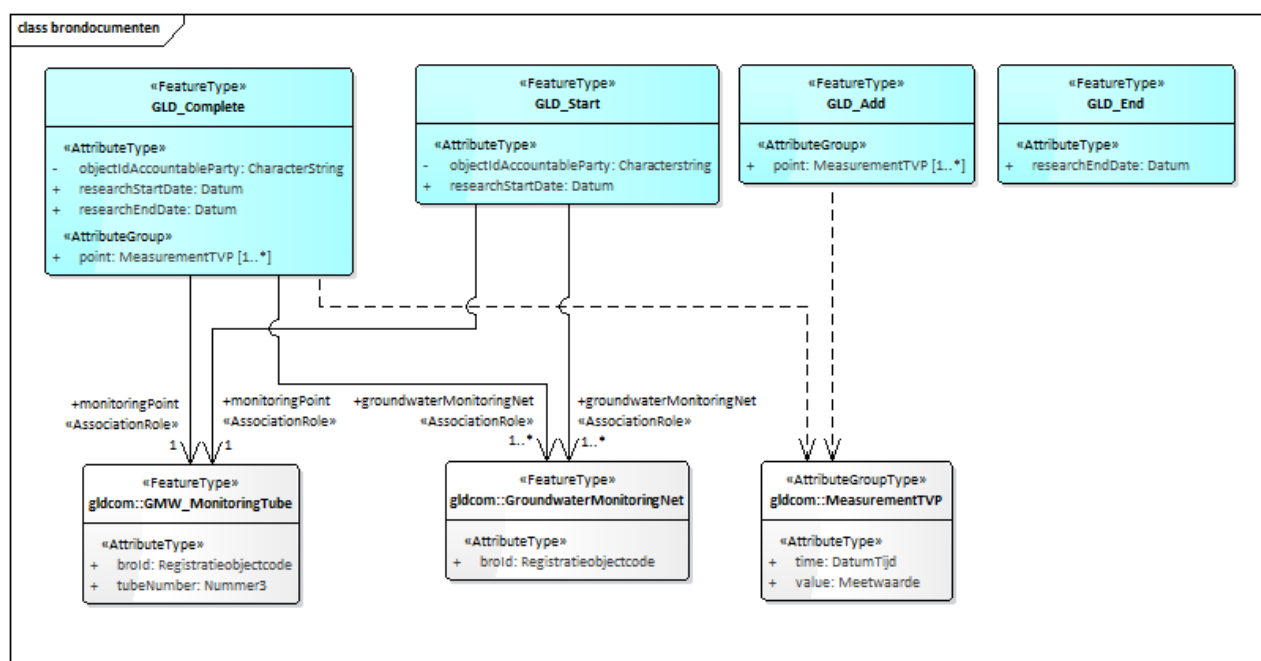 class brondocumenten
«FeatureType»
GLD_Complete
«AttributeType»
- objectIdAccountableParty: CharacterString
+ researchStartDate: Datum
+ researchEndDate: Datum
«AttributeGroup»
+ point: MeasurementTVP [1..*]
«FeatureType»
GLD_Start
«AttributeType»
- objectIdAccountableParty: Characterstring
+ researchStartDate: Datum
«FeatureType»
GLD_Add
«AttributeGroup»
+ point: MeasurementTVP [1..*]
«FeatureType»
GLD_End
«AttributeType»
+ researchEndDate: Datum
+monitoringPoint
«AssociationRole»
1
+monitoringPoint
«AssociationRole»
1
+groundwaterMonitoringNet
«AssociationRole»
1..*
+groundwaterMonitoringNet
«AssociationRole»
1..*
«FeatureType»
gldcom::GMW_MonitoringTube
«AttributeType»
+ broId: Registratieobjectcode
+ tubeNumber: Nummer3
«FeatureType»
gldcom::GroundwaterMonitoringNet
«AttributeType»
+ broId: Registratieobjectcode
«AttributeGroupType»
gldcom::MeasurementTVP
«AttributeType»
+ time: DatumTijd
+ value: Meetwaarde